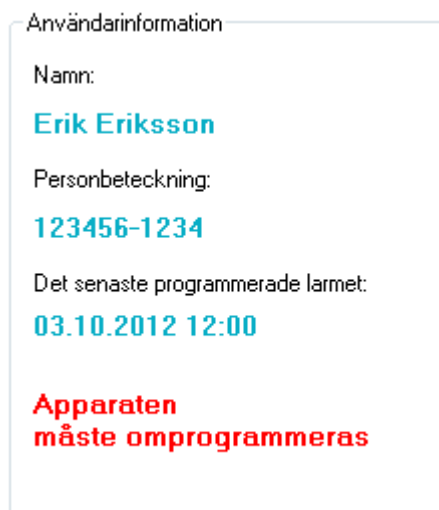 Användarinformation
Namn:
Erik Eriksson
Personbeteckning:
123456-1234
Det senaste programmerade larmet:
03.10.2012 12:00
Apparaten
måste omprogrammeras